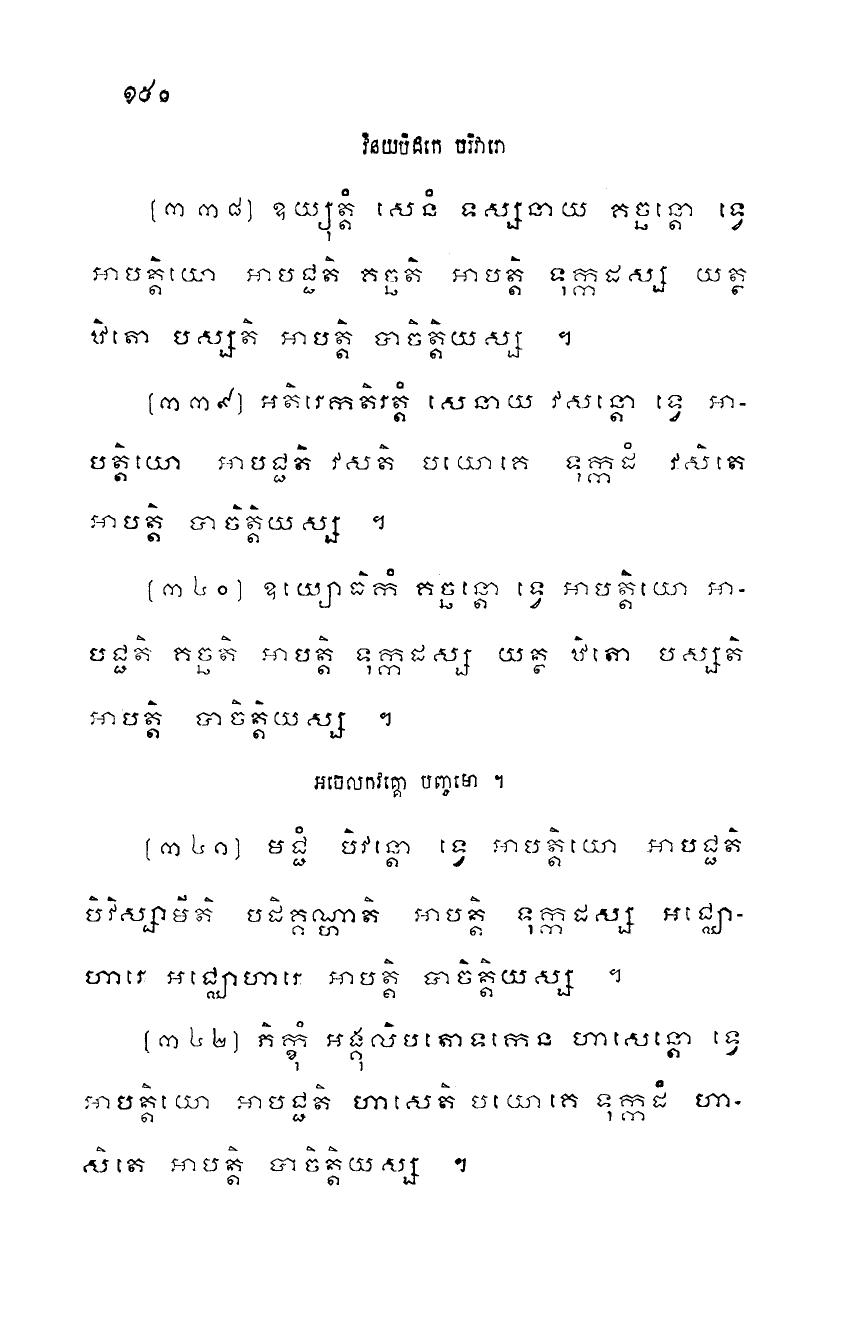 ១៥០
វិនយបិដកេ បរិវារោ
(៣៣៨) ឧយ្យុត្តំ សេនំ ទស្សនាយ គច្ឆន្តោ ទ្វេ
អាបត្តិយោ អាបជ្ជតិ គច្ឆតិ អាបត្តិ ទុក្កដស្ស យត្ថ
ឋិតោ បស្សតិ អាបត្តិ បាចិត្តិយស្ស ។
(៣៣៩) អតិរេកតិរត្តំ សេនាយ វសន្តោ ទ្វេ អា-
បត្តិយោ អាបជ្ជតិ វសតិ បយោគេ ទុក្កដំ វសិតេ
អាបត្តិ បាចិត្តិយស្ស ។
(៣៤០) ឧយ្យោធិកំ គច្ឆន្តោ ទ្វេ អាបត្តិយោ អា-
បជ្ជតិ គច្ឆតិ អាបត្តិ ទុក្កដស្ស យត្ថ ឋិតោ បស្សតិ
អាបត្តិ បាចិត្តិយស្ស ។
អចេលកវគ្គោ បញ្ចមោ ។
(៣៤១) មជ្ជំ បិវន្តោ ទ្វេ អាបត្តិយោ អាបជ្ជតិ
បិវិស្សាមីតិ បដិគ្គណ្ហាតិ អាបត្តិ ទុក្កដស្ស អជ្ឈោ-
ហារេ អជ្ឈោហារេ អាបត្តិ បាចិត្តិយស្ស ។
(៣៤២) ភិក្ខុំ អង្គុលិបតោទកេន ហាសេន្តោ ទ្វេ
អាបត្តិយោ អាបជ្ជតិ ហាសេតិ បយោគេ ទុក្កដំ ហា-
សិតេ អាបត្តិ បាចិត្តិយស្ស ។